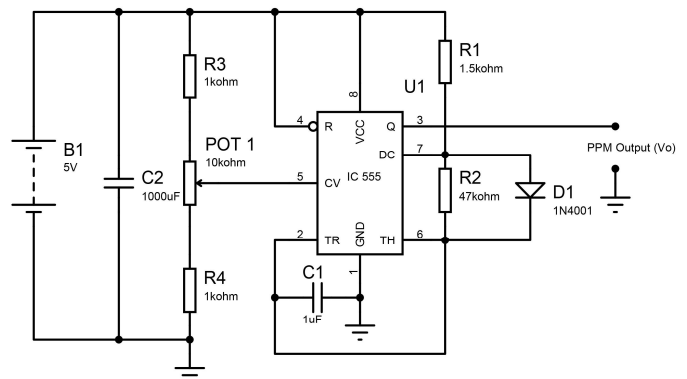 R3
1kohm
R1
1.5kohm
U1
8
4
R
VCC
Q
3
POT 1
10kohm
DC
7
PPM Output (Vo)
B1
5V
C2
1000uF
5
CV
IC 555
R2
47kohm
D1
1N4001
2
TR
GND
TH
6
1
R4
1kohm
C1
1uF